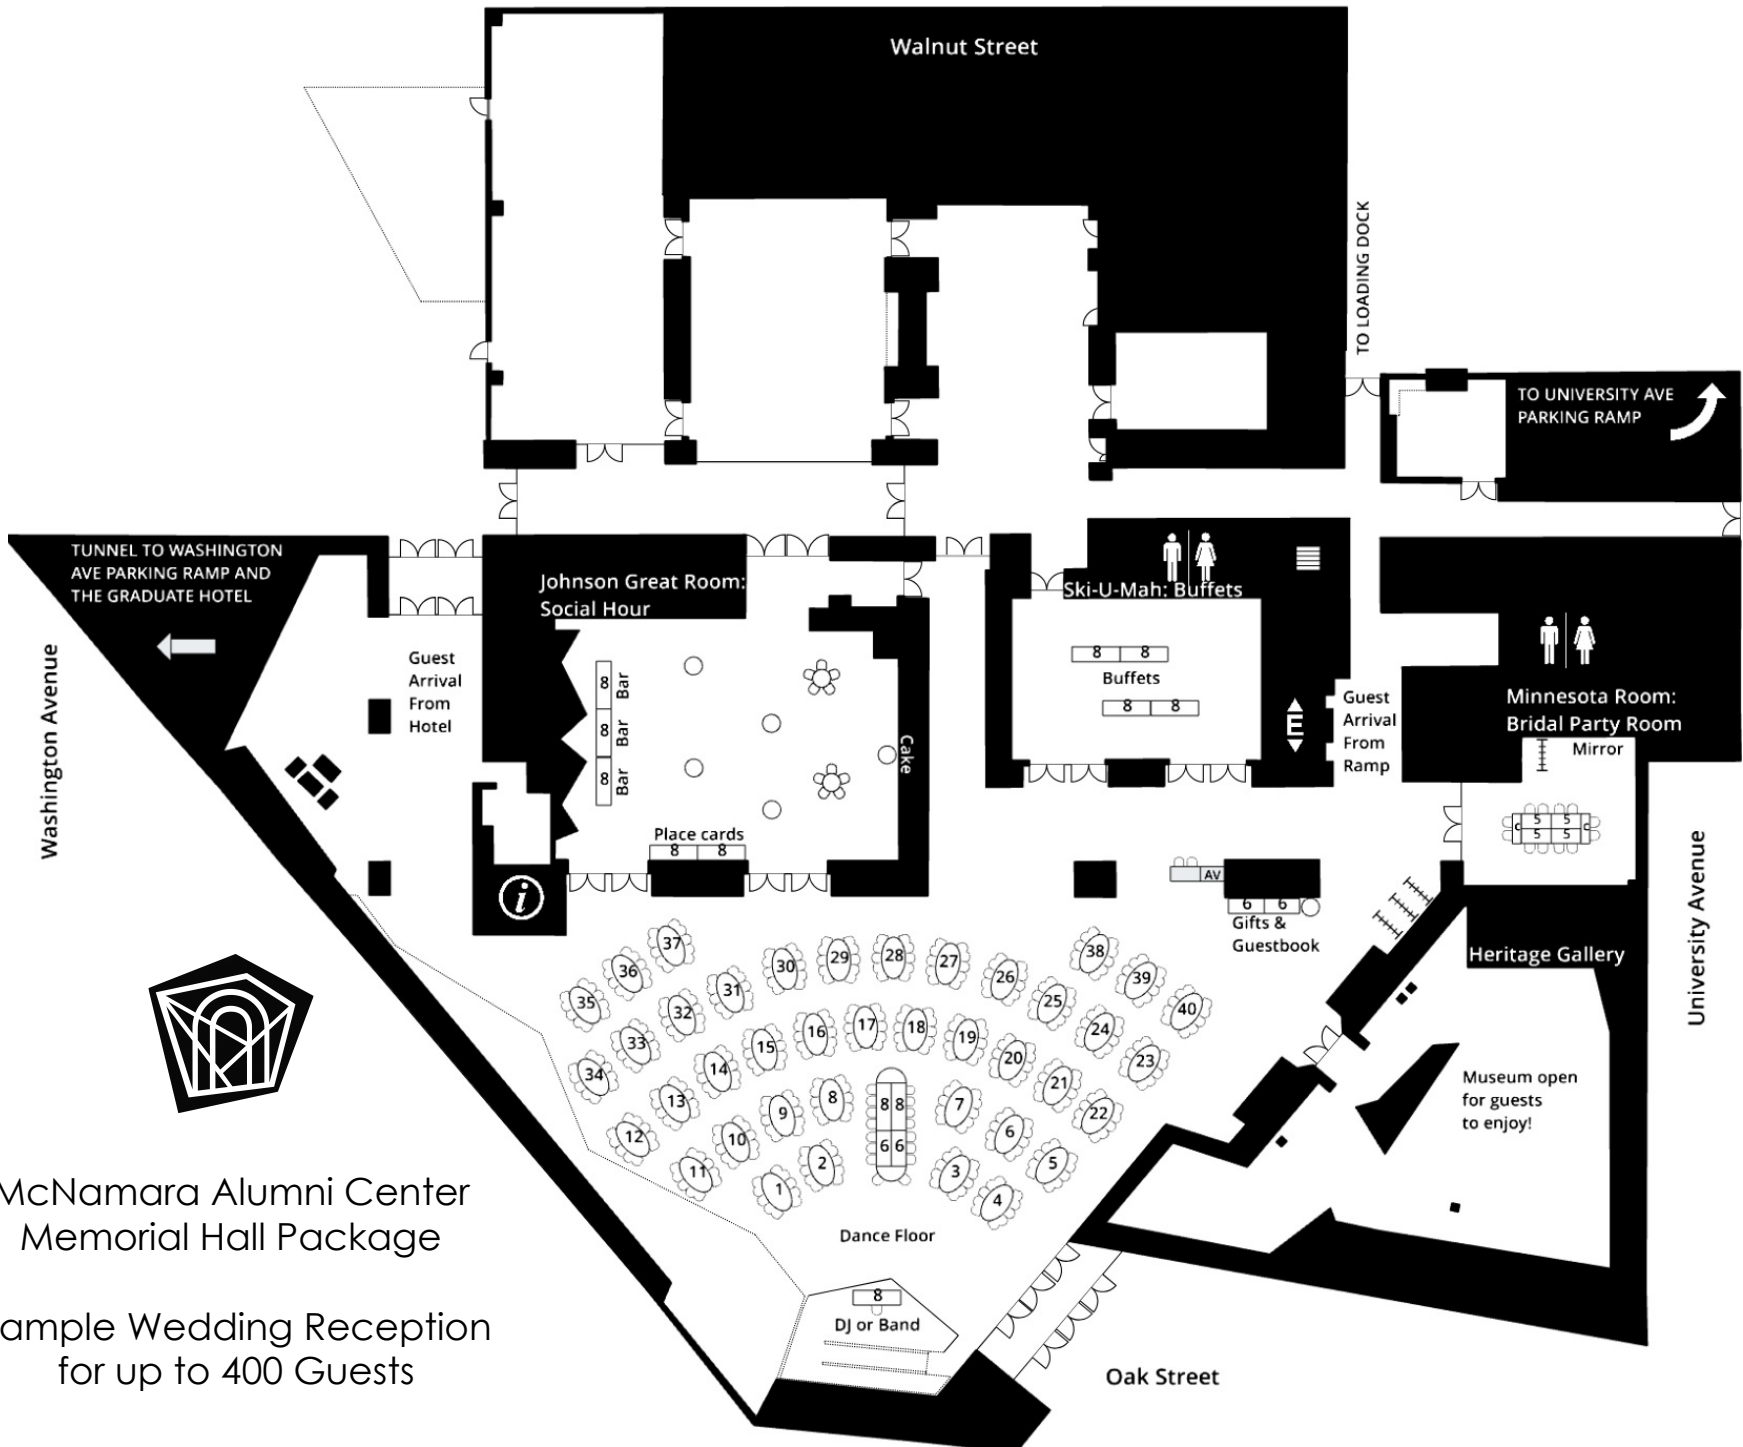 Walnut Street
TO LOADING DOCK
TO UNIVERSITY AVE
PARKING RAMP
TUNNEL TO WASHINGTON
AVE PARKING RAMP AND
THE GRADUATE HOTEL
Washington Avenue
Guest
Arrival
From
Hotel
Johnson Great Room:
Social Hour
8 Bar
8 Bar
8 Bar
Cake
Place cards
8 8
i
Ski-U-Mah: Buffets
8 8
Buffets
8 8
E
Guest
Arrival
From
Ramp
Minnesota Room:
Bridal Party Room
Mirror
C 5 5 C
5 5
University Avenue
AV
6 6
Gifts &
Guestbook
Heritage Gallery
Museum open
for guests
to enjoy!
37
36
35
30
29
28
27
26
38
39
40
31
32
33
34
25
24
23
17
18
16
15
14
13
12
19
20
21
22
8
9
10
11
8 8
6 6
7
6
5
2
1
3
4
Dance Floor
8
DJ or Band
Oak Street
McNamara Alumni Center
Memorial Hall Package
ample Wedding Reception
for up to 400 Guests